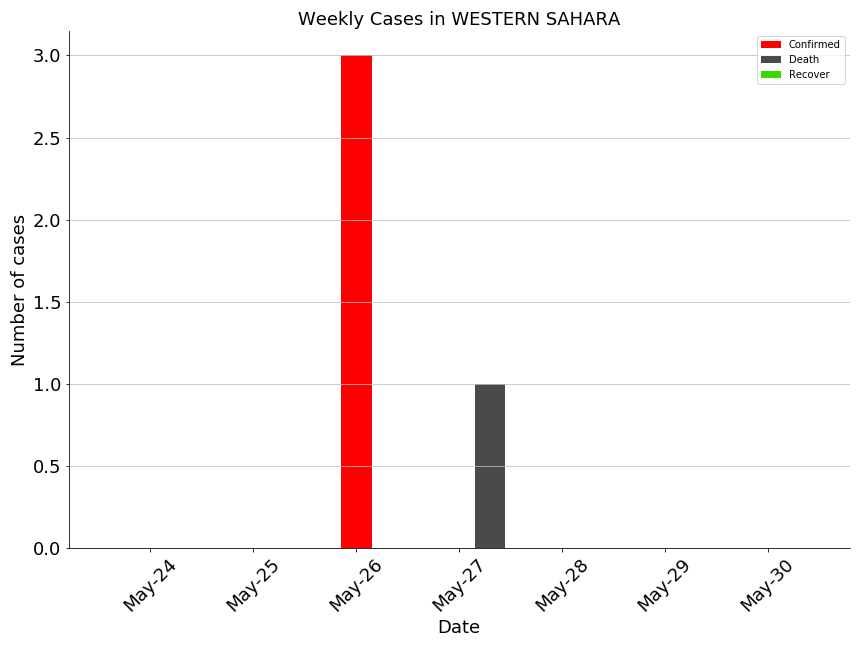 Weekly Cases in WESTERN SAHARA
Confirmed
Death
Recover
Number of cases
3.0
2.5
2.0
1.5
1.0
0.5
0.0
May-24
May-25
May-26
May-27
May-28
May-29
May-30
Date